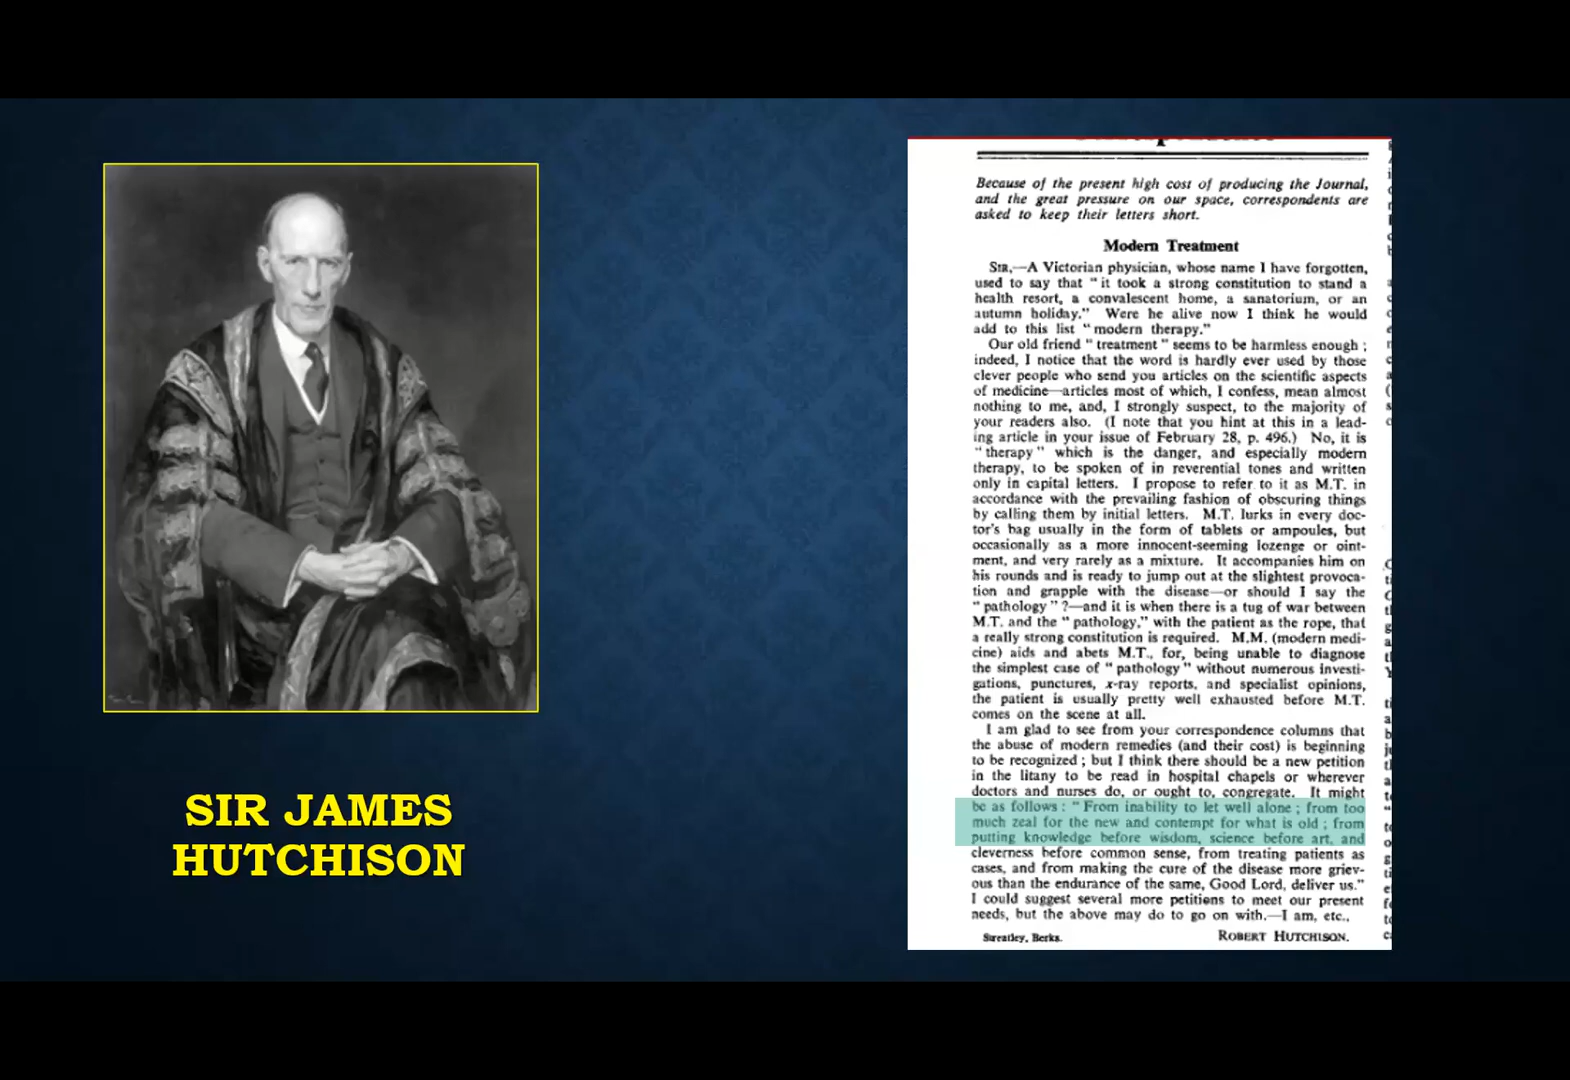 SIR JAMES
HUTCHISON
Because of the present high cost of producing the Journal,
and the great pressure on our space, correspondents are
asked to keep their letters short.
Modern Treatment
SIR,—A Victorian physician, whose name I have forgotten,
used to say that "it took a strong constitution to stand a
health resort, a convalescent home, a sanatorium, or an
autumn holiday." Were he alive now I think he would
add to this list "modern therapy."
Our old friend "treatment" seems to be harmless enough;
indeed, I notice that the word is hardly ever used by those
clever people who send you articles on the scientific aspects
of medicine—articles most of which, I confess, mean almost
nothing to me, and, I strongly suspect, to the majority of
your readers also. (I note that you hint at this in a lead-
ing article in your issue of February 28, p. 496.) No, it is
"therapy" which is the danger, and especially modern
therapy, to be spoken of in reverential tones and written
only in capital letters. I propose to refer to it as M.T. in
accordance with the prevailing fashion of obscuring things
by calling them by initial letters. M.T. lurks in every doc-
tor's bag usually in the form of tablets or ampoules, but
occasionally as a more innocent-seeming lozenge or oint-
ment, and very rarely as a mixture. It accompanies him on
his rounds and is ready to jump out at the slightest provoca-
tion and grapple with the disease—or should I say the
"pathology"?—and it is when there is a tug of war between
M.T. and the "pathology," with the patient as the rope, that
a really strong constitution is required. M.M. (modern medi-
cine) aids and abets M.T., for, being unable to diagnose
the simplest case of "pathology" without numerous investi-
gations, punctures, x-ray reports, and specialist opinions,
the patient is usually pretty well exhausted before M.T.
comes on the scene at all.
I am glad to see from your correspondence columns that
the abuse of modern remedies (and their cost) is beginning
to be recognized; but I think there should be a new petition
in the litany to be read in hospital chapels or wherever
doctors and nurses do, or ought to, congregate. It might
be as follows: "From inability to let well alone; from too
much zeal for the new and contempt for what is old; from
putting knowledge before wisdom, science before art, and
cleverness before common sense, from treating patients as
cases, and from making the cure of the disease more griev-
ous than the endurance of the same, Good Lord, deliver us."
I could suggest several more petitions to meet our present
needs, but the above may do to go on with.—I am, etc.,
Streatley, Berks. ROBERT HUTCHISON.